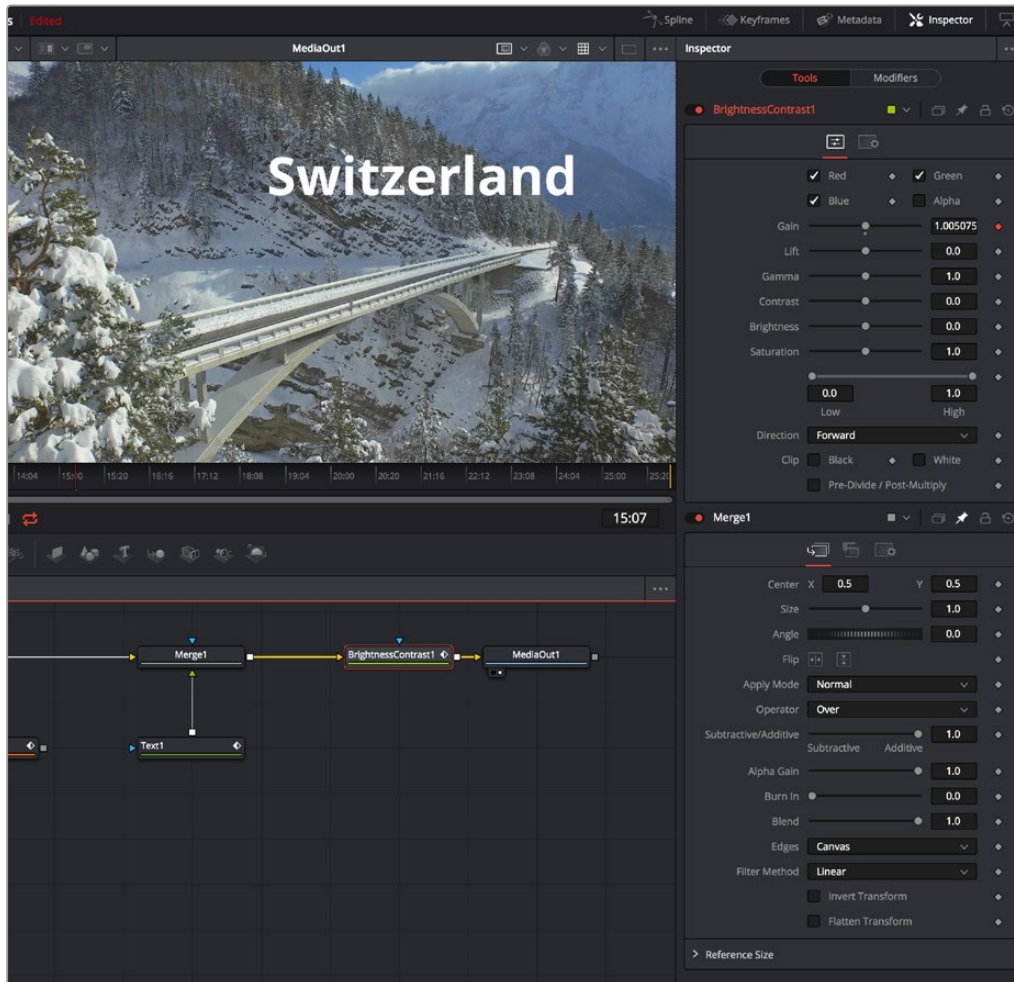 s Edited Spline Keyframes Metadata Inspector
MediaOut1 Inspector
Tools Modifiers
BrightnessContrast1
Switzerland
Red Green
Blue Alpha
Gain 1.005075
Lift 0.0
Gamma 1.0
Contrast 0.0
Brightness 0.0
Saturation 1.0
0.0 1.0
Low High
Direction Forward
Clip Black White
Pre-Divide / Post-Multiply
14:04 15:00 15:20 16:16 17:12 18:08 19:04 20:00 20:20 21:16 22:12 23:08 24:04 25:00 25:20
15:07
Merge1
Center X 0.5 Y 0.5
Size 1.0
Angle 0.0
Flip
Apply Mode Normal
Operator Over
Subtractive/Additive 1.0
Subtractive Additive
Alpha Gain 1.0
Burn In 0.0
Blend 1.0
Edges Canvas
Filter Method Linear
Invert Transform
Flatten Transform
Reference Size
Merge1 BrightnessContrast1 MediaOut1
Text1